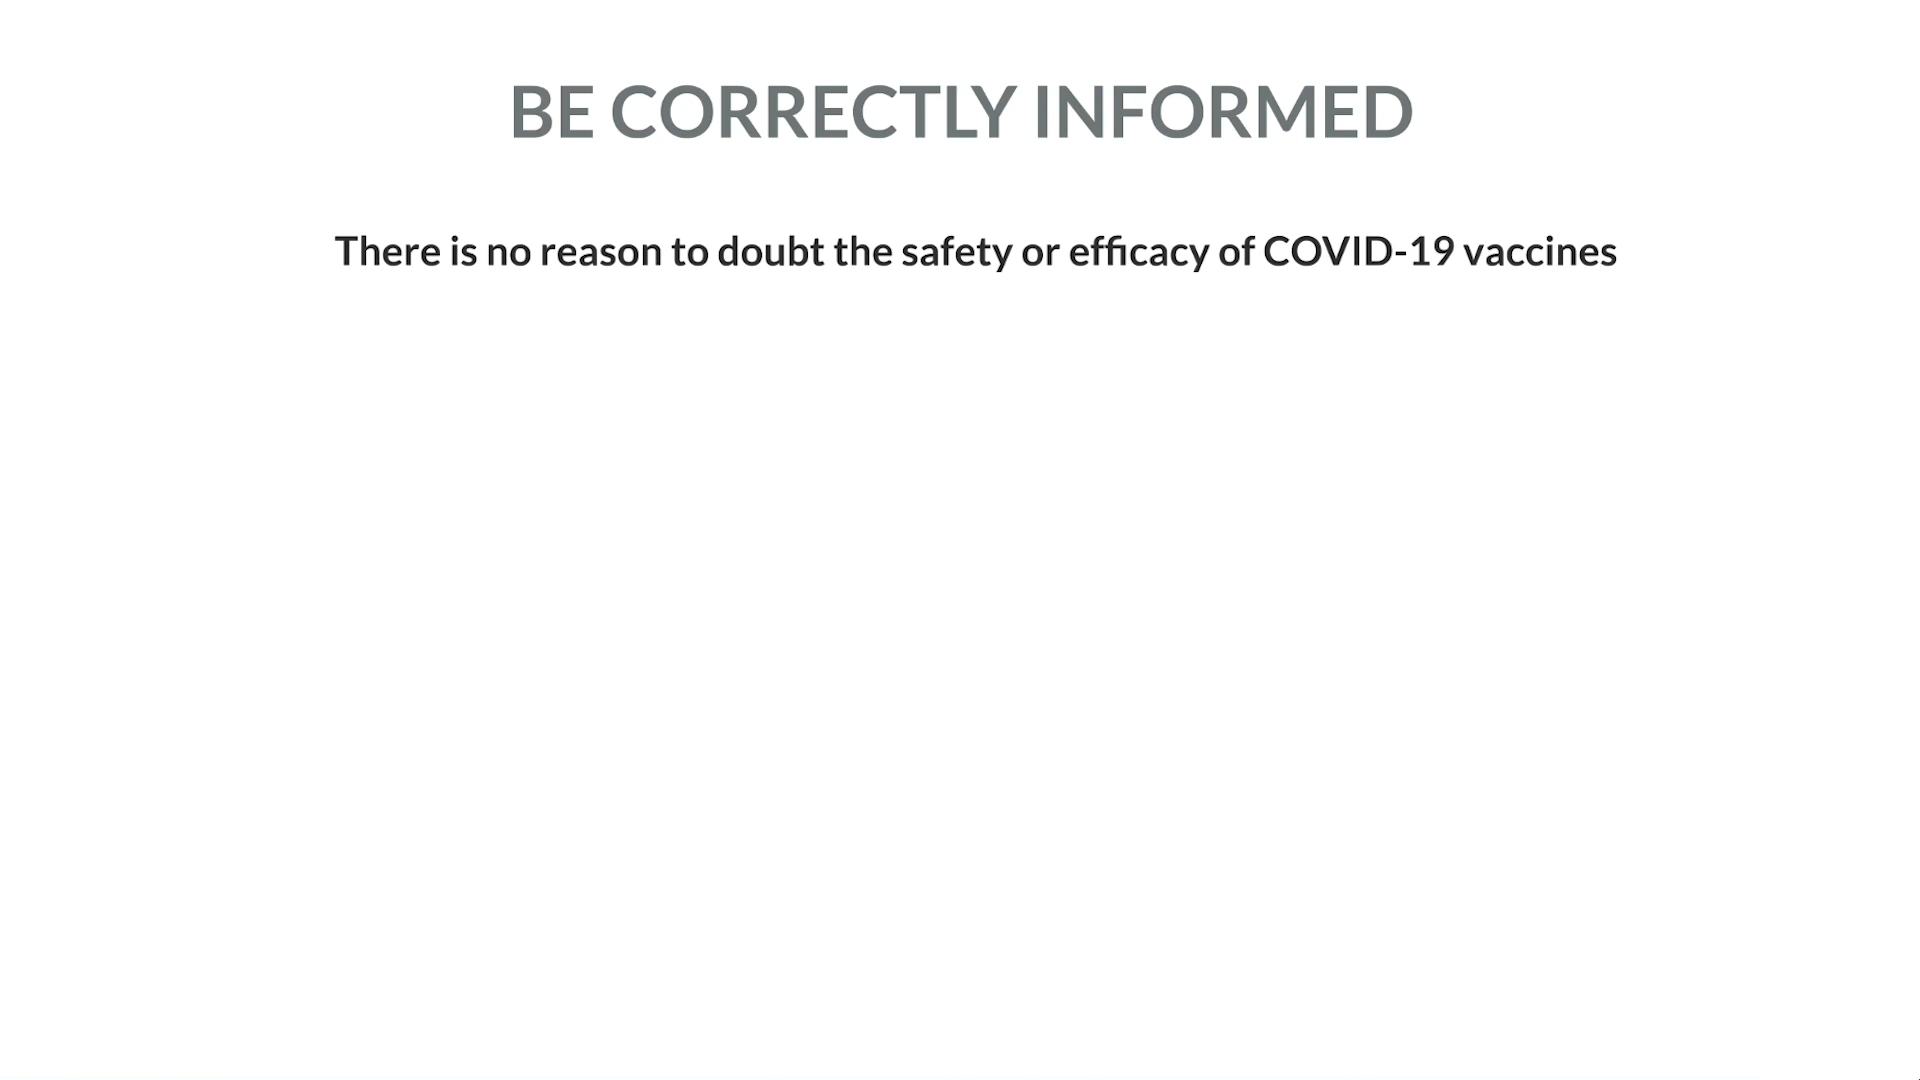 BE CORRECTLY INFORMED
There is no reason to doubt the safety or efficacy of COVID-19 vaccines